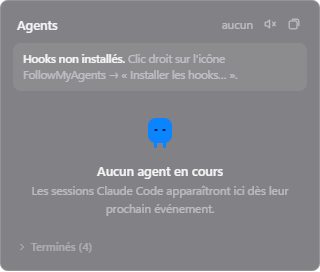 Agents
aucun
Hooks non installés. Clic droit sur l'icône
FollowMyAgents → « Installer les hooks... ».
Aucun agent en cours
Les sessions Claude Code apparaîtront ici dès leur
prochain événement.
Terminés (4)